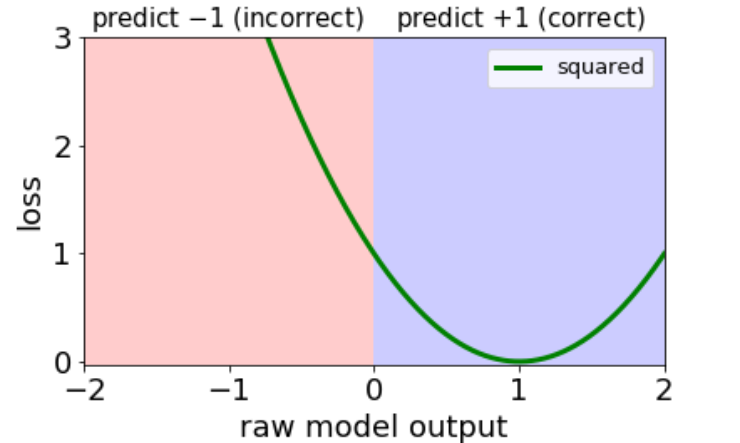 predict −1 (incorrect) predict +1 (correct)
3
squared
2
loss
1
0
−2 −1 0 1 2
raw model output